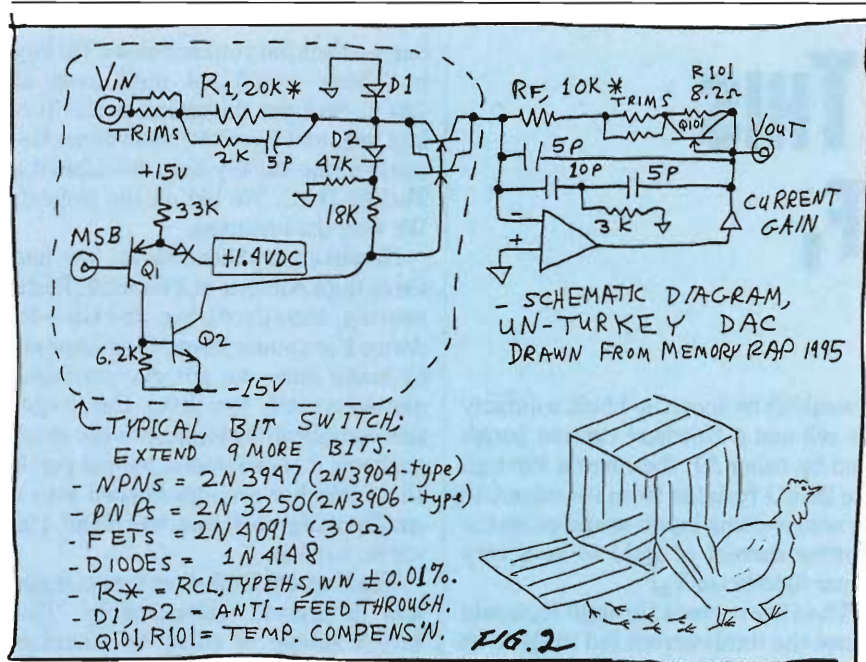 VIN
TRIMS
R1, 20K*
2K 5P
D1
D2
47K
18K
+15V
33K
MSB
Q1
+1.4VDC
Q2
6.2K
-15V
RF, 10K*
TRIMS
R101
8.2Ω
Q101
VOUT
5P
10P
5P
3K
-
+
CURRENT
GAIN
SCHEMATIC DIAGRAM,
UN-TURKEY DAC
DRAWN FROM MEMORY RAP 1995
TYPICAL BIT SWITCH:
EXTEND 9 MORE BITS.
- NPNs = 2N3947 (2N3904-type)
- PNPs = 2N3250 (2N3906-type)
- FETs = 2N4091 (30Ω)
- DIODES - 1N4148
- R* = RCL, TYPE HS, WW ±0.01%.
- D1, D2 = ANTI-FEEDTHROUGH.
- Q101, R101 = TEMP. COMPENS'N.
FIG. 2